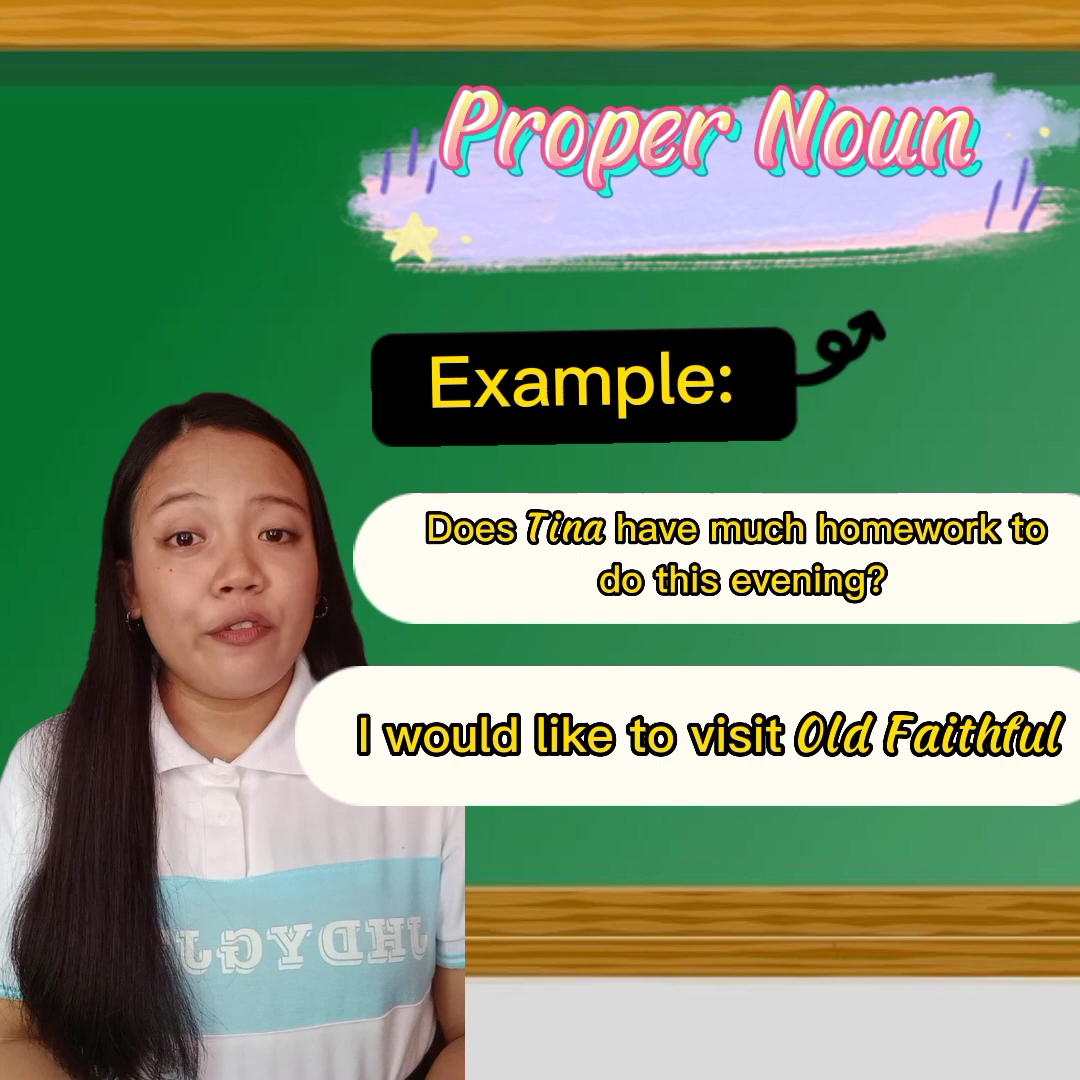 Proper Noun
Example:
Does Tina have much homework to
do this evening?
I would like to visit Old Faithful